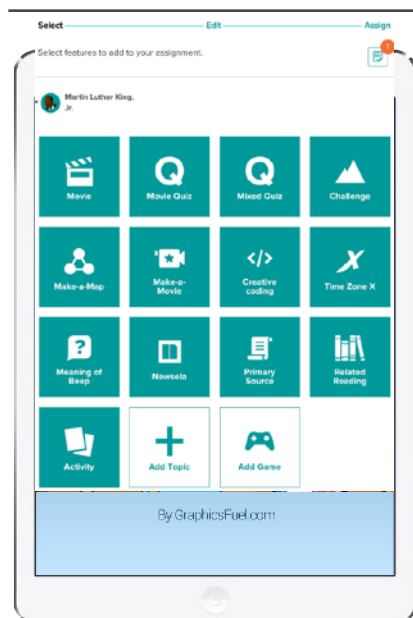 Select Edit Assign
Select features to add to your assignment.
1
Martin Luther King,
Jr.
Movie
Movie Quiz
Mixed Quiz
Challenge
Make-a-Map
Make-a-
Movie
Creative
coding
Time Zone X
Meaning of
Beep
Newsela
Primary
Source
Related
Reading
Activity
Add Topic
Add Game
By GraphicsFuel.com